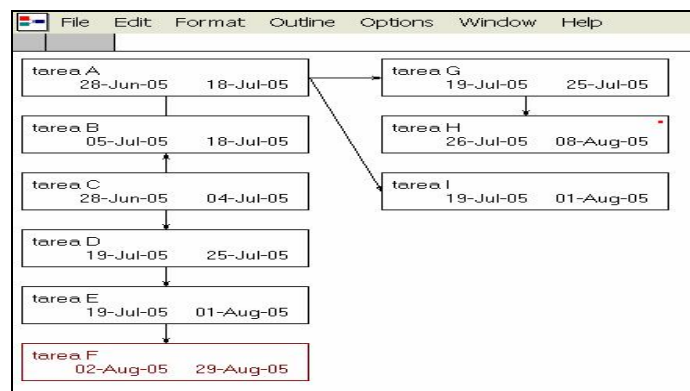 File Edit Format Outline Options Window Help
tarea A
28-Jun-05 18-Jul-05
tarea B
05-Jul-05 18-Jul-05
tarea C
28-Jun-05 04-Jul-05
tarea D
19-Jul-05 25-Jul-05
tarea E
19-Jul-05 01-Aug-05
tarea F
02-Aug-05 29-Aug-05
tarea G
19-Jul-05 25-Jul-05
tarea H
26-Jul-05 08-Aug-05
tarea I
19-Jul-05 01-Aug-05